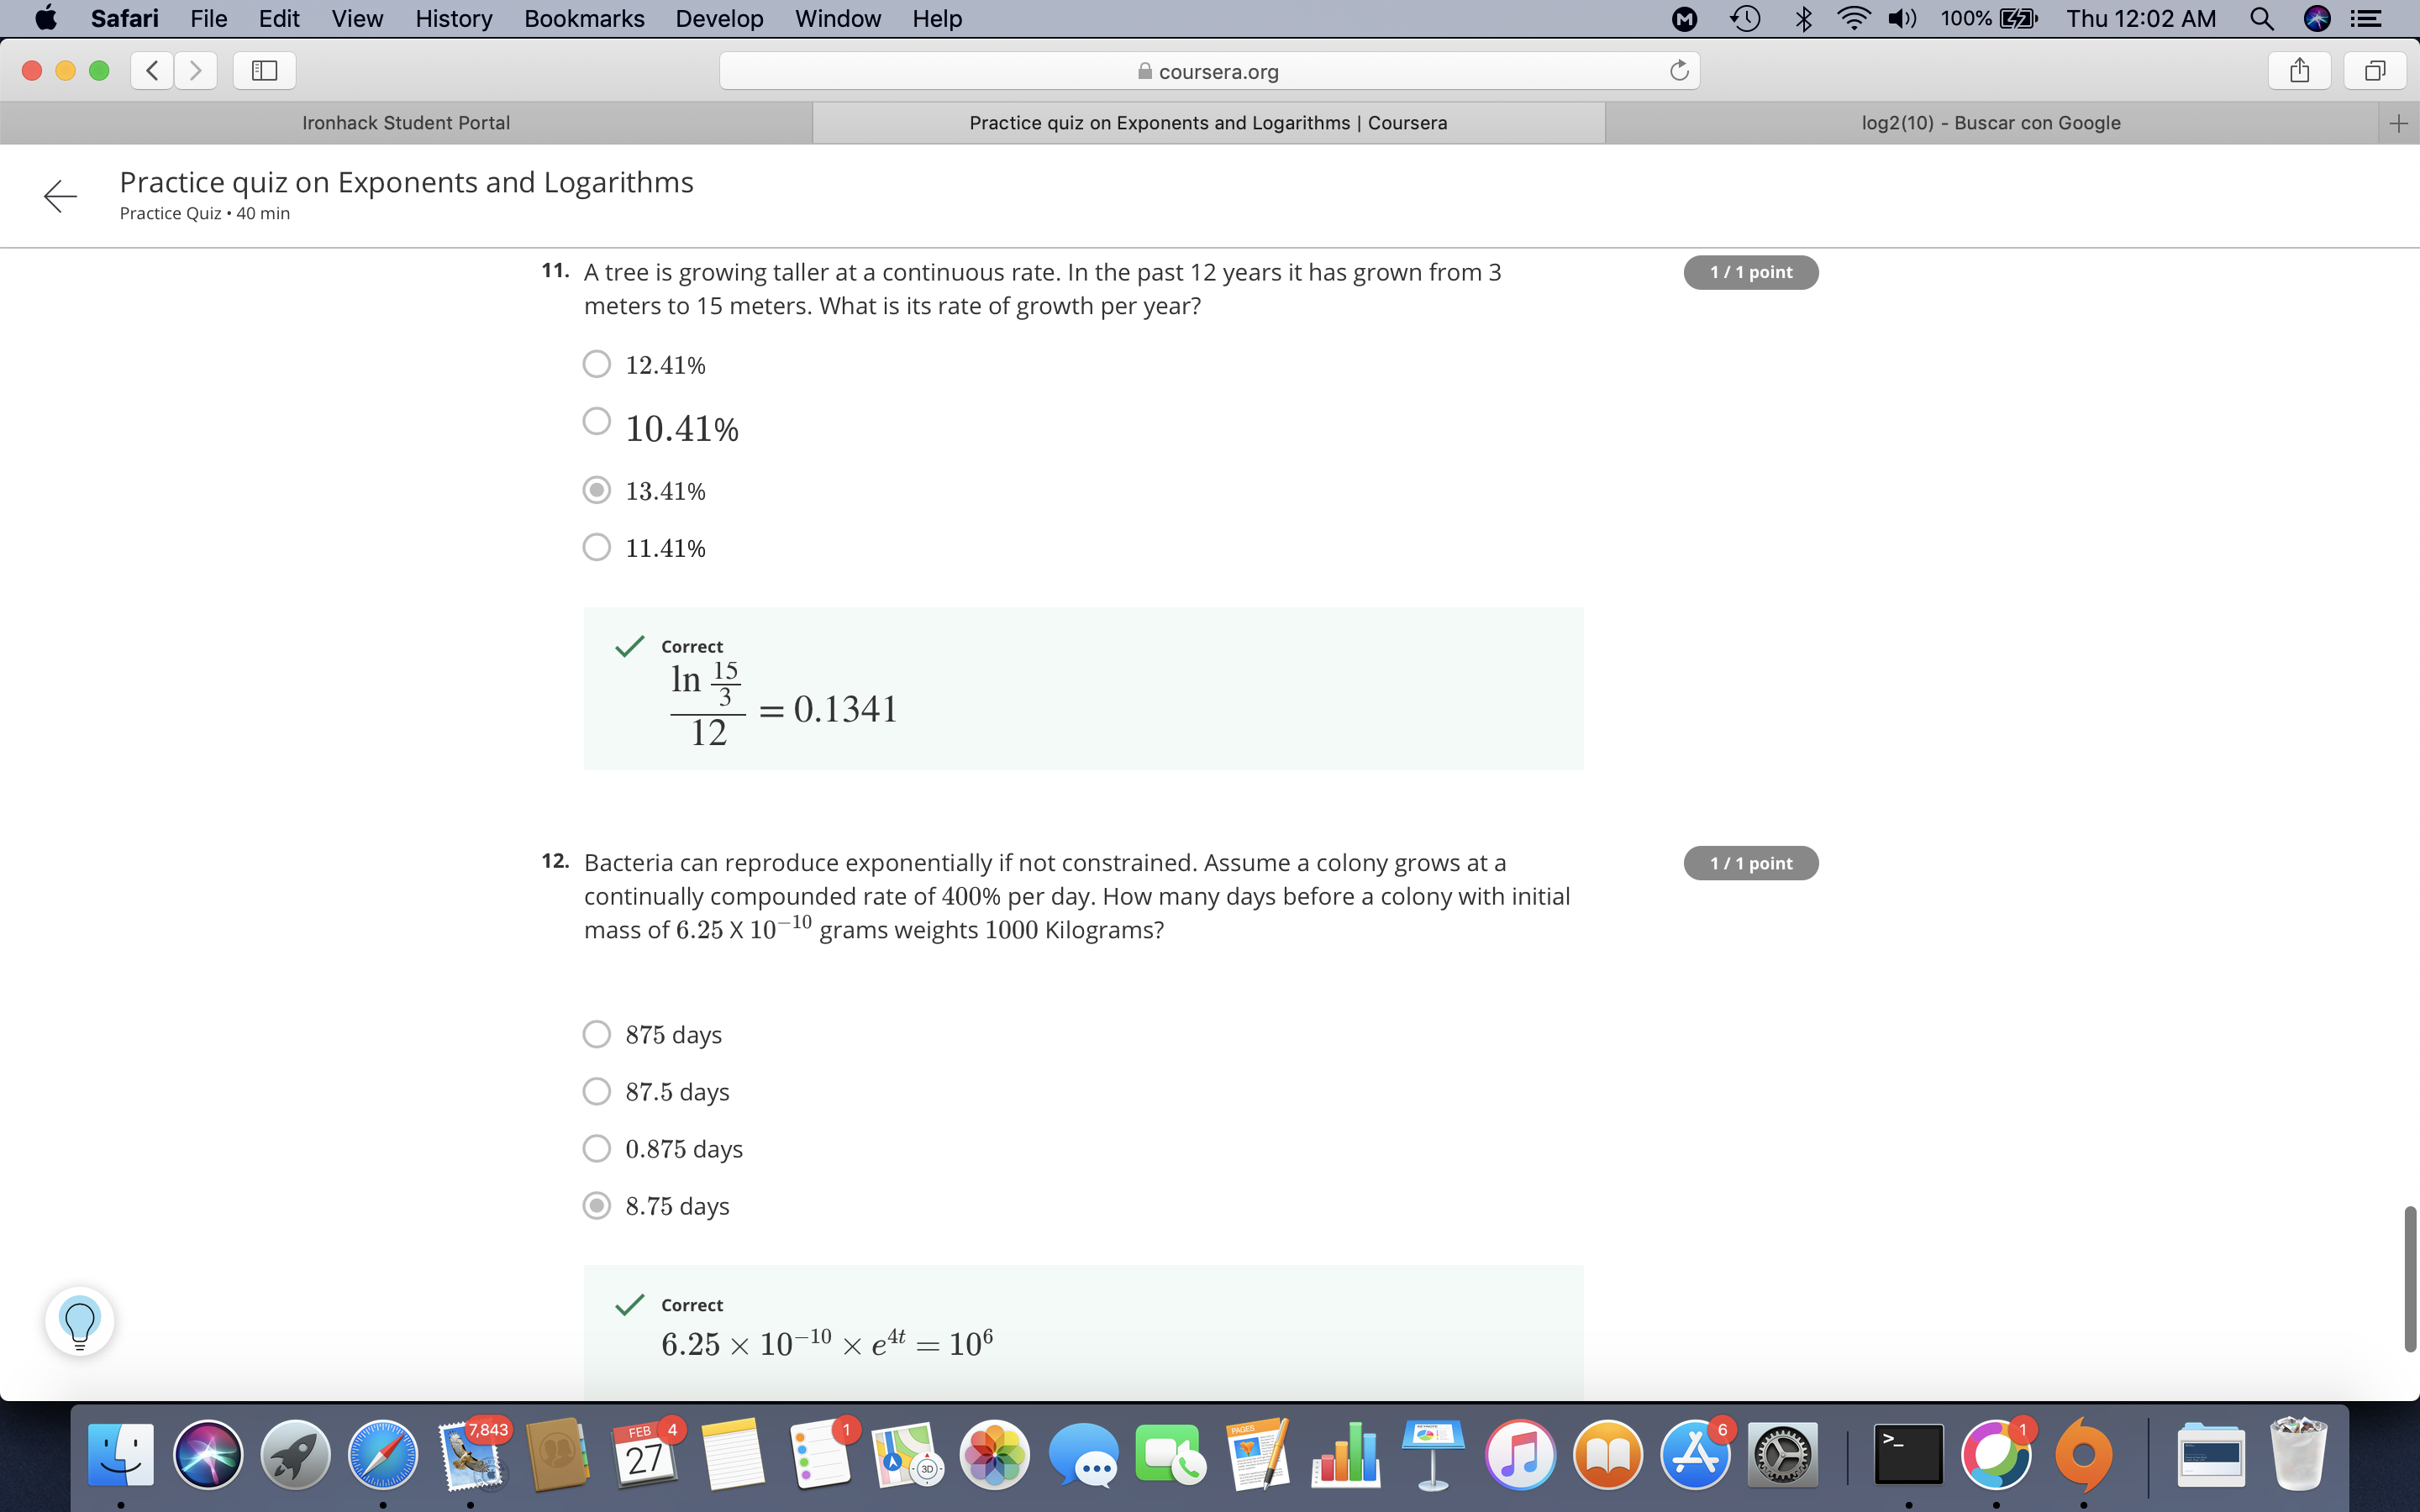 Safari File Edit View History Bookmarks Develop Window Help 100% Thu 12:02 AM
coursera.org
Ironhack Student Portal Practice quiz on Exponents and Logarithms | Coursera log2(10) - Buscar con Google
Practice quiz on Exponents and Logarithms
Practice Quiz • 40 min
11. A tree is growing taller at a continuous rate. In the past 12 years it has grown from 3 1 / 1 point
meters to 15 meters. What is its rate of growth per year?
12.41%
10.41%
13.41%
11.41%
Correct
ln 15/3 / 12 = 0.1341
12. Bacteria can reproduce exponentially if not constrained. Assume a colony grows at a 1 / 1 point
continually compounded rate of 400% per day. How many days before a colony with initial
mass of 6.25 X 10⁻¹⁰ grams weights 1000 Kilograms?
875 days
87.5 days
0.875 days
8.75 days
Correct
6.25 × 10⁻¹⁰ × e⁴ᵗ = 10⁶
7,843 FEB 27 4 1 3D PAGES 6 >_ 1